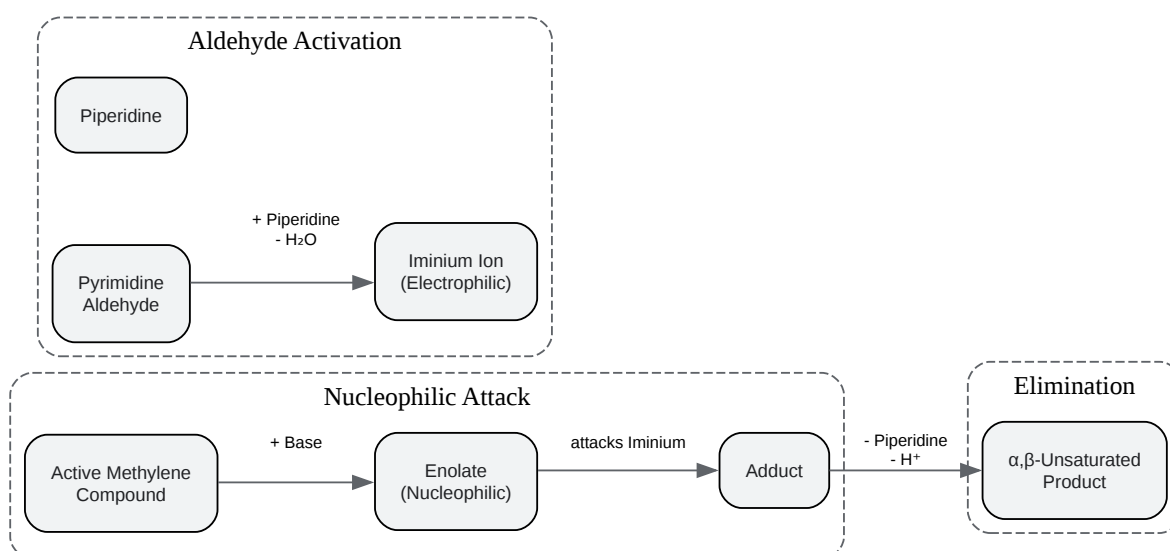 Aldehyde Activation
Piperidine
+ Piperidine
- H₂O
Pyrimidine
Aldehyde
Iminium Ion
(Electrophilic)
Nucleophilic Attack
Active Methylene
Compound
+ Base
Enolate
(Nucleophilic)
attacks Iminium
Adduct
- Piperidine
- H⁺
Elimination
α,β-Unsaturated
Product